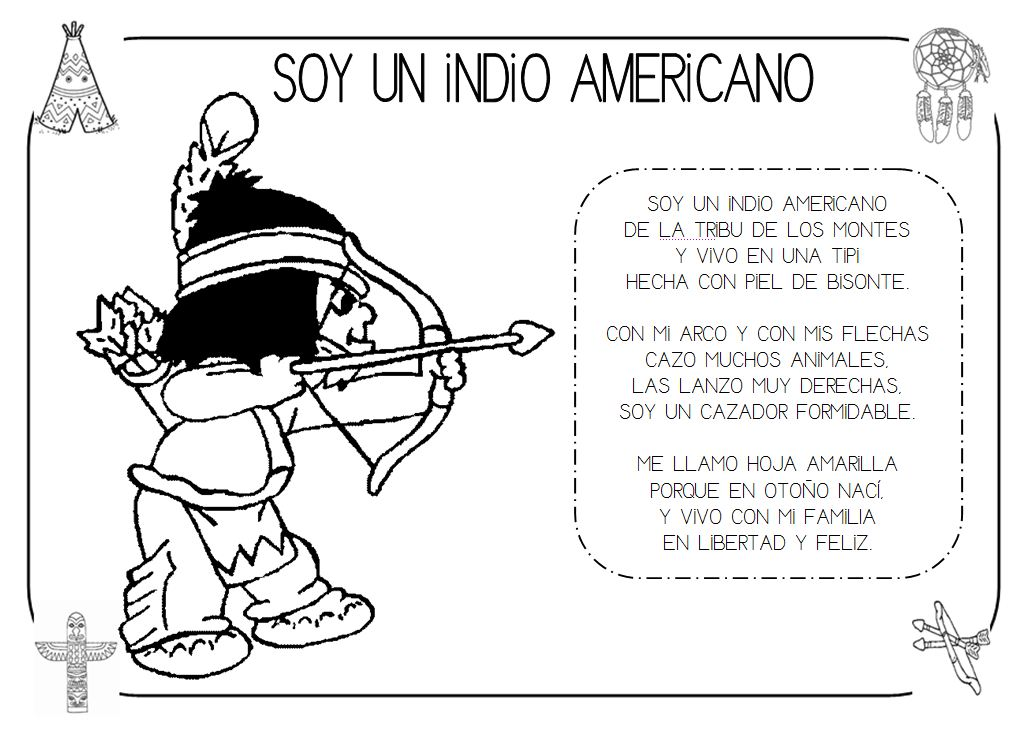 SOY UN INDIO AMERICANO
SOY UN INDIO AMERICANO
DE LA TRIBU DE LOS MONTES
Y VIVO EN UNA TIPI
HECHA CON PIEL DE BISONTE.
CON MI ARCO Y CON MIS FLECHAS
CAZO MUCHOS ANIMALES,
LAS LANZO MUY DERECHAS,
SOY UN CAZADOR FORMIDABLE.
ME LLAMO HOJA AMARILLA
PORQUE EN OTOÑO NACÍ,
Y VIVO CON MI FAMILIA
EN LIBERTAD Y FELIZ.